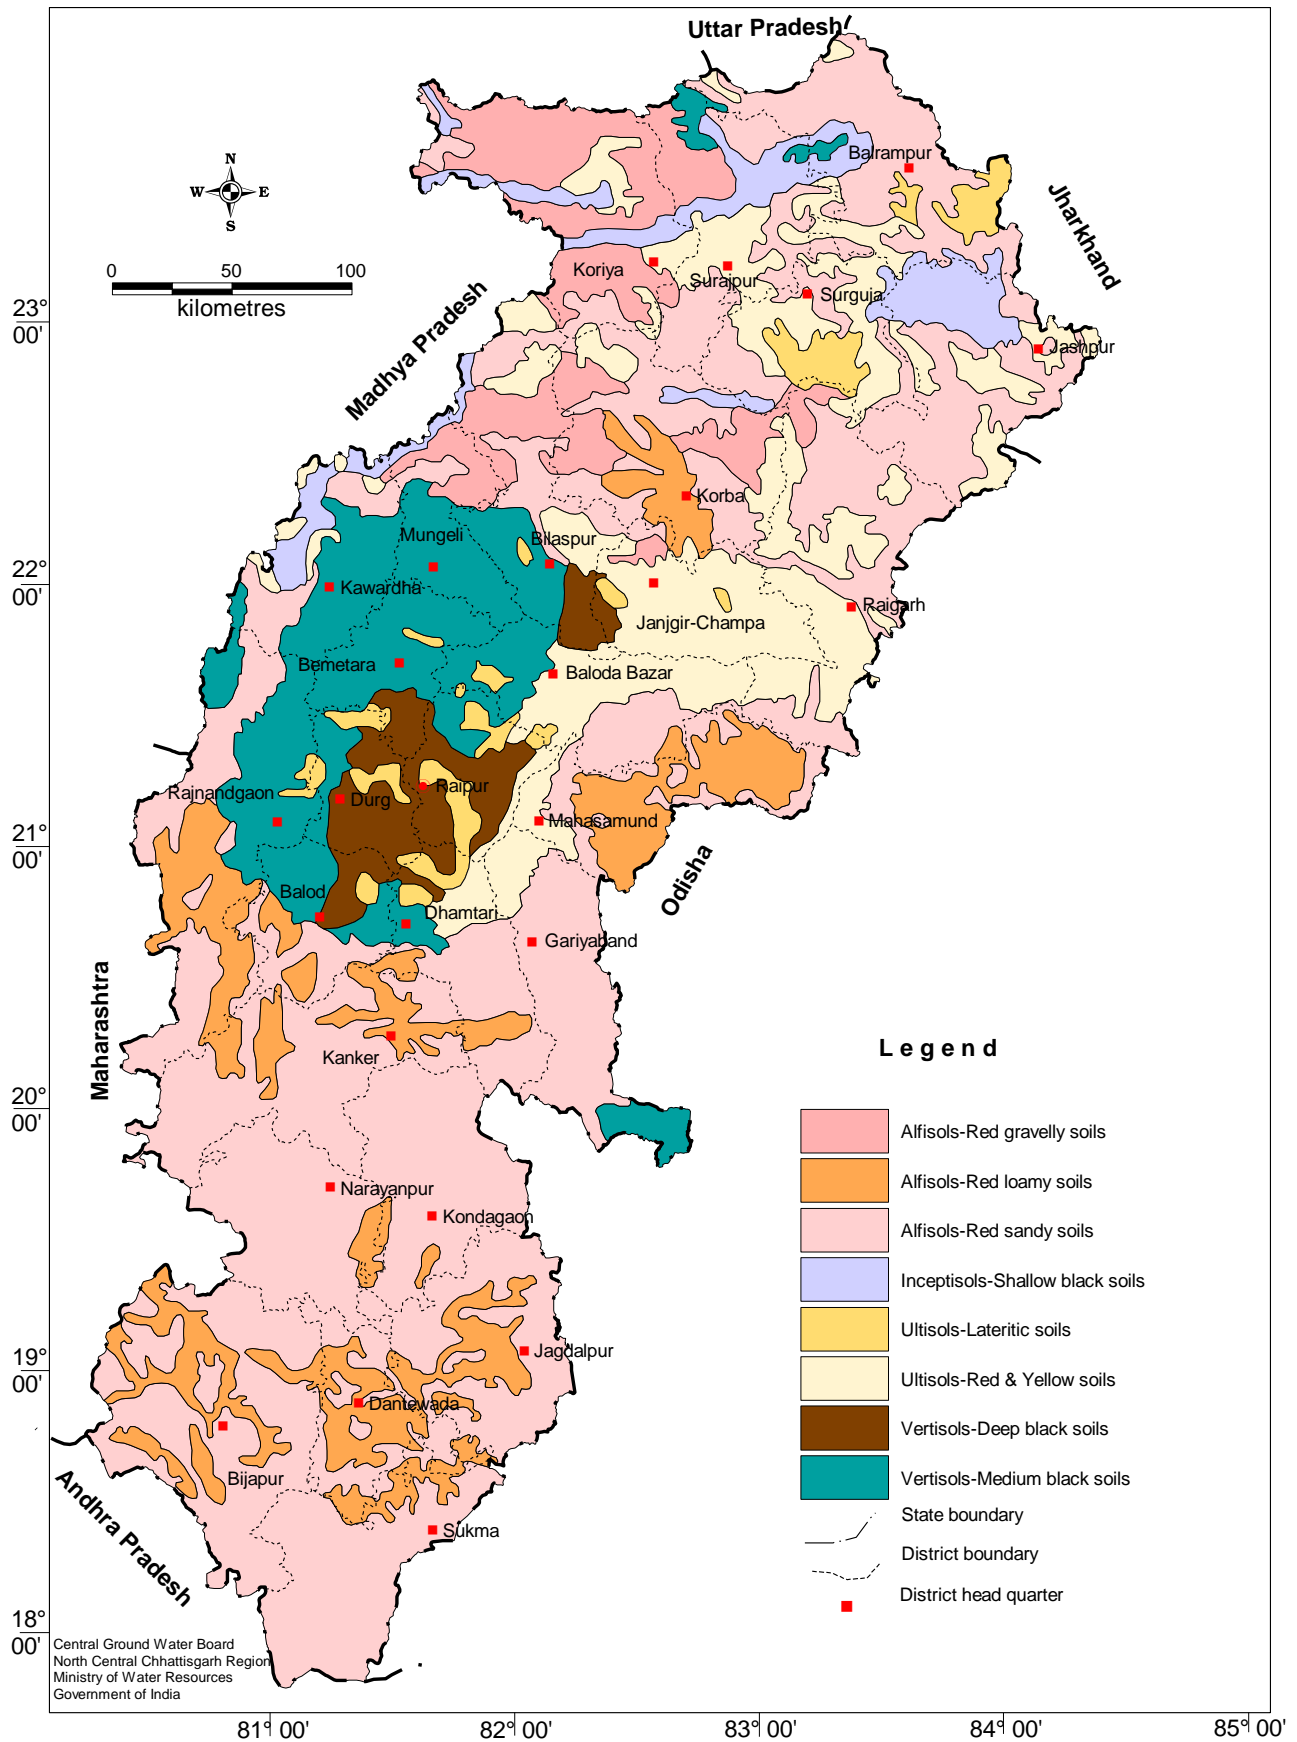 Uttar Pradesh
Balrampur
N
W E
S
Jharkhand
0 50 100
kilometres
Koriya
Surajpur
Surguja
23°
00'
Madhya Pradesh
Jashpur
Korba
Mungeli
Bilaspur
22°
00'
Kawardha
Raigarh
Janjgir-Champa
Bemetara
Baloda Bazar
Rajnandgaon
Durg
Raipur
Mahasamund
21°
00'
Odisha
Balod
Dhamtari
Gariyaband
Maharashtra
Kanker
Legend
20°
00'
Alfisols-Red gravelly soils
Alfisols-Red loamy soils
Narayanpur
Kondagaon
Alfisols-Red sandy soils
Inceptisols-Shallow black soils
Ultisols-Lateritic soils
Jagdalpur
19°
00'
Ultisols-Red & Yellow soils
Dantewada
Vertisols-Deep black soils
Bijapur
Vertisols-Medium black soils
Andhra Pradesh
State boundary
Sukma
District boundary
District head quarter
18°
00'
Central Ground Water Board
North Central Chhattisgarh Region
Ministy of Water Resources
Government of India
81° 00' 82° 00' 83° 00' 84° 00' 85° 00'